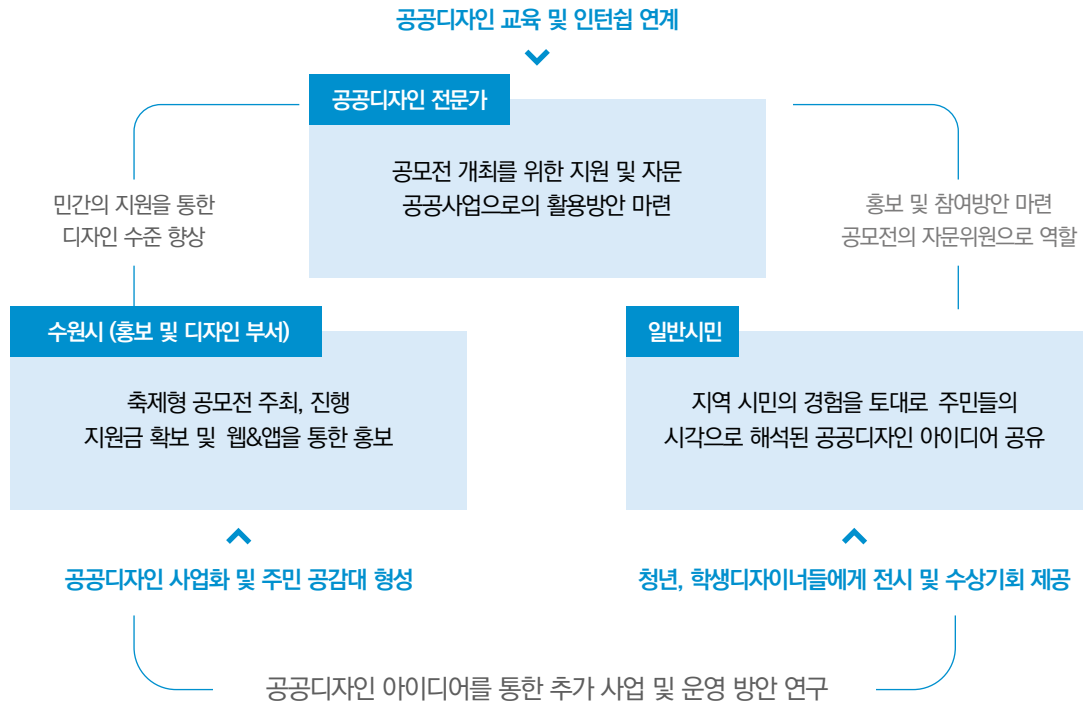 공공디자인 교육 및 인턴쉽 연계
공공디자인 전문가
공모전 개최를 위한 지원 및 자문
공공사업으로의 활용방안 마련
민간의 지원을 통한
디자인 수준 향상
홍보 및 참여방안 마련
공모전의 자문위원으로 역할
수원시 (홍보 및 디자인 부서)
축제형 공모전 주최, 진행
지원금 확보 및 웹&앱을 통한 홍보
일반시민
지역 시민의 경험을 토대로 주민들의
시각으로 해석된 공공디자인 아이디어 공유
공공디자인 사업화 및 주민 공감대 형성
청년, 학생디자이너들에게 전시 및 수상기회 제공
공공디자인 아이디어를 통한 추가 사업 및 운영 방안 연구